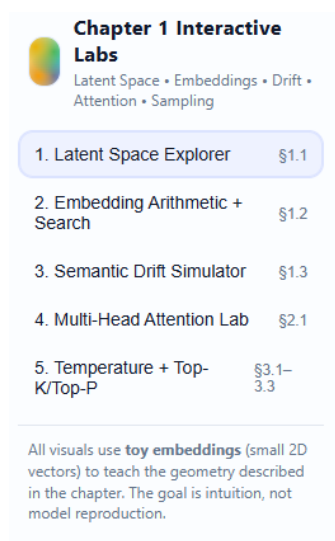 Chapter 1 Interactive
Labs
Latent Space • Embeddings • Drift •
Attention • Sampling
1. Latent Space Explorer §1.1
2. Embedding Arithmetic +
Search §1.2
3. Semantic Drift Simulator §1.3
4. Multi-Head Attention Lab §2.1
5. Temperature + Top- §3.1–
K/Top-P 3.3
All visuals use toy embeddings (small 2D
vectors) to teach the geometry described
in the chapter. The goal is intuition, not
model reproduction.